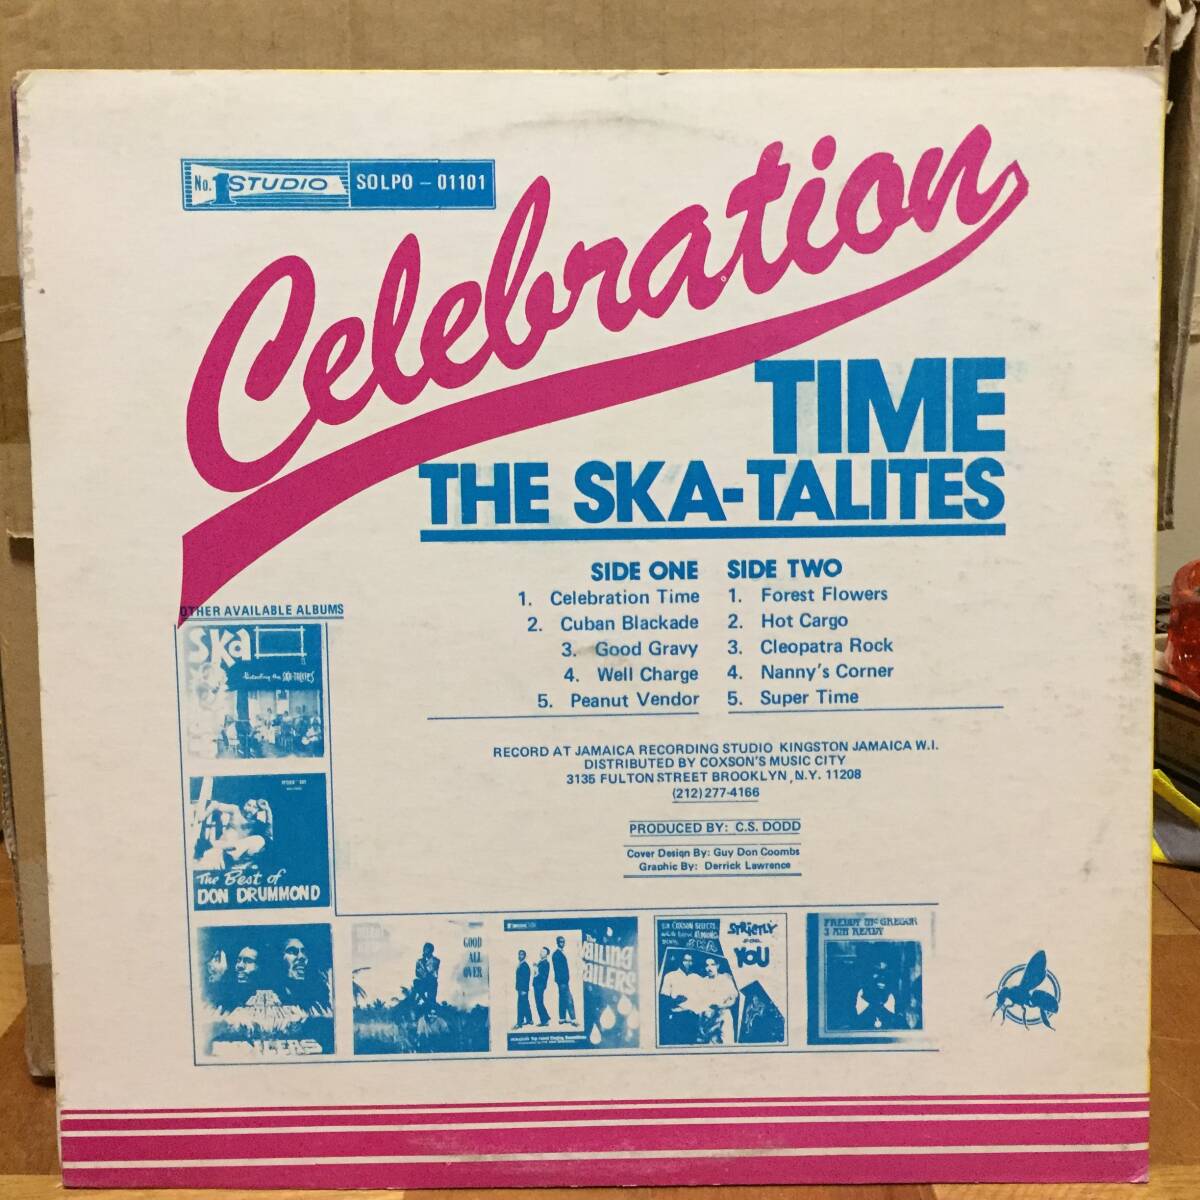 No. 1 STUDIO SOLPO – 01101
Celebration
TIME
THE SKA-TALITES
SIDE ONE
1. Celebration Time
2. Cuban Blackade
3. Good Gravy
4. Well Charge
5. Peanut Vendor
SIDE TWO
1. Forest Flowers
2. Hot Cargo
3. Cleopatra Rock
4. Nanny's Corner
5. Super Time
RECORD AT JAMAICA RECORDING STUDIO KINGSTON JAMAICA W.I.
DISTRIBUTED BY COXSON'S MUSIC CITY
3135 FULTON STREET BROOKLYN, N.Y. 11208
(212)277-4166
PRODUCED BY: C.S. DODD
Cover Design By: Guy Don Coombs
Graphic By: Derrick Lawrence
OTHER AVAILABLE ALBUMS
SKA
The Best of
DON DRUMMOND
GOOD
ALL
OVER
STRICTLY
YOU
FREDDY McGREGOR
I AM READY